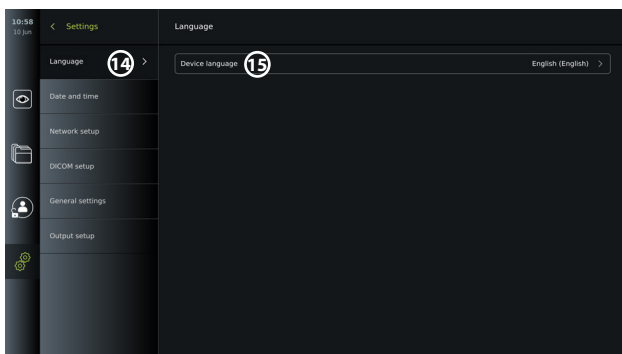 10:58
10 Jun
Settings
Language
Language
14
Device language
15
English (English)
Date and time
Network setup
DICOM setup
General settings
Output setup